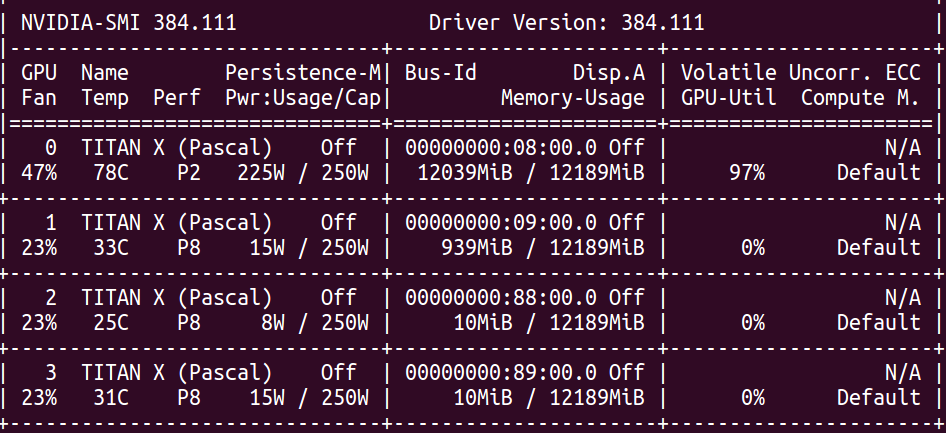 | NVIDIA-SMI 384.111                Driver Version: 384.111                   |
|-------------------------------+----------------------+----------------------+
| GPU  Name        Persistence-M| Bus-Id        Disp.A | Volatile Uncorr. ECC |
| Fan  Temp  Perf  Pwr:Usage/Cap|         Memory-Usage | GPU-Util  Compute M. |
|===============================+======================+======================|
|   0  TITAN X (Pascal)    Off  | 00000000:08:00.0 Off |                  N/A |
| 47%   78C    P2   225W / 250W |  12039MiB / 12189MiB |     97%      Default |
+-------------------------------+----------------------+----------------------+
|   1  TITAN X (Pascal)    Off  | 00000000:09:00.0 Off |                  N/A |
| 23%   33C    P8    15W / 250W |    939MiB / 12189MiB |      0%      Default |
+-------------------------------+----------------------+----------------------+
|   2  TITAN X (Pascal)    Off  | 00000000:88:00.0 Off |                  N/A |
| 23%   25C    P8     8W / 250W |     10MiB / 12189MiB |      0%      Default |
+-------------------------------+----------------------+----------------------+
|   3  TITAN X (Pascal)    Off  | 00000000:89:00.0 Off |                  N/A |
| 23%   31C    P8    15W / 250W |     10MiB / 12189MiB |      0%      Default |
+-------------------------------+----------------------+----------------------+